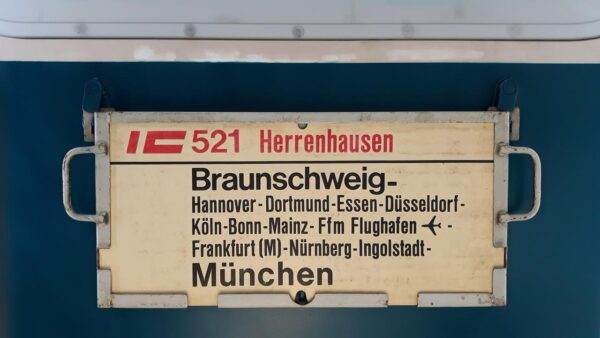 IC 521 Herrenhausen
Braunschweig-
Hannover-Dortmund-Essen-Düsseldorf-
Köln-Bonn-Mainz-Ffm Flughafen ✈ -
Frankfurt (M)-Nürnberg-Ingolstadt-
München